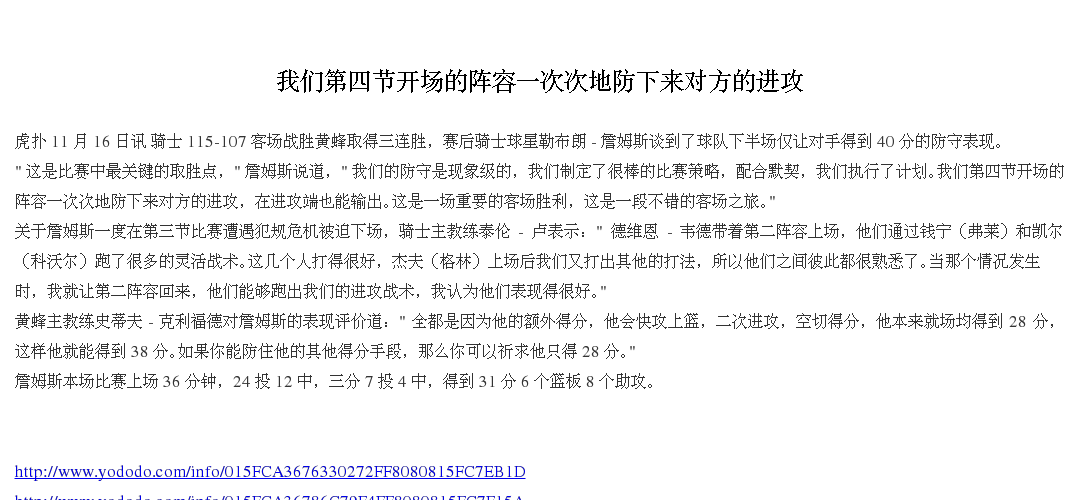 我们第四节开场的阵容一次次地防下来对方的进攻
虎扑 11 月 16 日讯 骑士 115-107 客场战胜黄蜂取得三连胜，赛后骑士球星勒布朗 - 詹姆斯谈到了球队下半场仅让对手得到 40 分的防守表现。
" 这是比赛中最关键的取胜点，" 詹姆斯说道，" 我们的防守是现象级的，我们制定了很棒的比赛策略，配合默契，我们执行了计划。我们第四节开场的
阵容一次次地防下来对方的进攻，在进攻端也能输出。这是一场重要的客场胜利，这是一段不错的客场之旅。"
关于詹姆斯一度在第三节比赛遭遇犯规危机被迫下场，骑士主教练泰伦 - 卢表示：" 德维恩 - 韦德带着第二阵容上场，他们通过钱宁（弗莱）和凯尔
（科沃尔）跑了很多的灵活战术。这几个人打得很好，杰夫（格林）上场后我们又打出其他的打法，所以他们之间彼此都很熟悉了。当那个情况发生
时，我就让第二阵容回来，他们能够跑出我们的进攻战术，我认为他们表现得很好。"
黄蜂主教练史蒂夫 - 克利福德对詹姆斯的表现评价道：" 全都是因为他的额外得分，他会快攻上篮，二次进攻，空切得分，他本来就场均得到 28 分，
这样他就能得到 38 分。如果你能防住他的其他得分手段，那么你可以祈求他只得 28 分。"
詹姆斯本场比赛上场 36 分钟，24 投 12 中，三分 7 投 4 中，得到 31 分 6 个篮板 8 个助攻。
http://www.yododo.com/info/015FCA3676330272FF8080815FC7EB1D